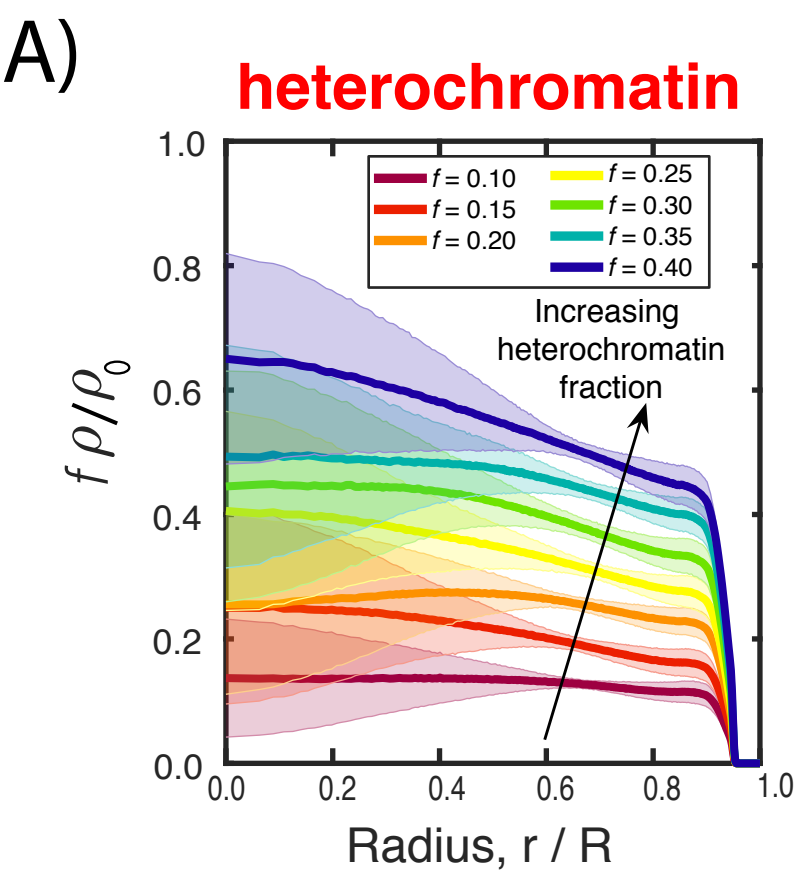 A)
heterochromatin
1.0
0.8
0.6
0.4
0.2
0.0
f ρ/ρ0
f = 0.10
f = 0.15
f = 0.20
f = 0.25
f = 0.30
f = 0.35
f = 0.40
Increasing
heterochromatin
fraction
0.0 0.2 0.4 0.6 0.8 1.0
Radius, r / R